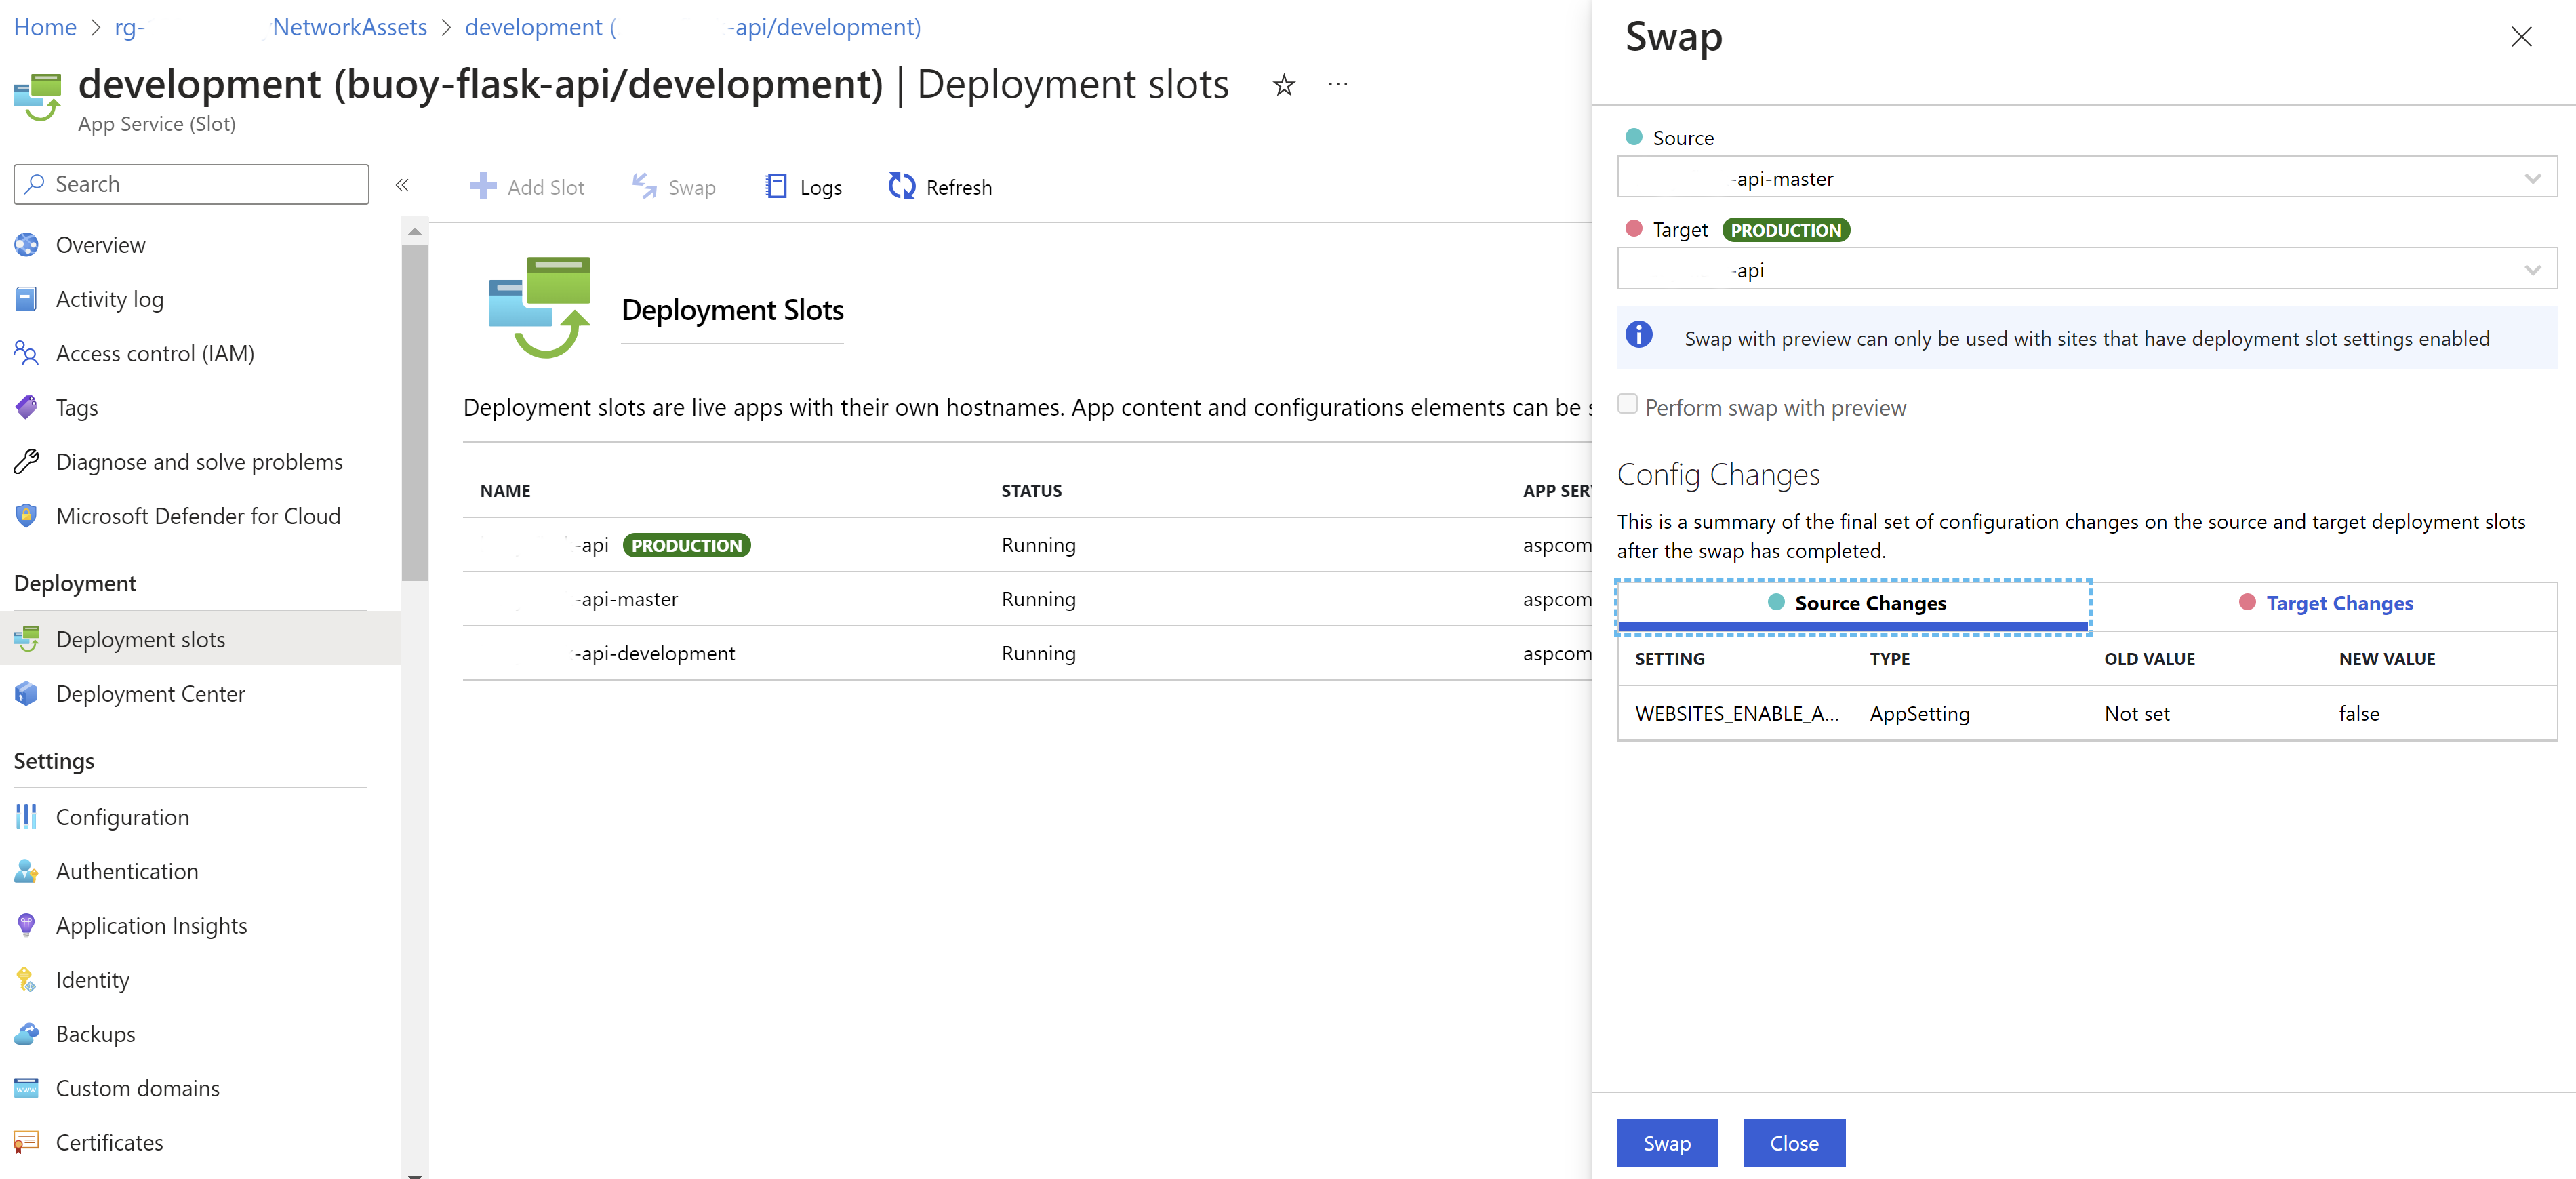 Home > rg- NetworkAssets > development ( -api/development)
development (buoy-flask-api/development) | Deployment slots
App Service (Slot)
Search
Overview
Activity log
Access control (IAM)
Tags
Diagnose and solve problems
Microsoft Defender for Cloud
Deployment
Deployment slots
Deployment Center
Settings
Configuration
Authentication
Application Insights
Identity
Backups
Custom domains
Certificates
Add Slot Swap Logs Refresh
Deployment Slots
Deployment slots are live apps with their own hostnames. App content and configurations elements can be s
NAME STATUS APP SERV
-api PRODUCTION Running aspcom
-api-master Running aspcom
-api-development Running aspcom
Swap
Source
-api-master
Target PRODUCTION
-api
Swap with preview can only be used with sites that have deployment slot settings enabled
Perform swap with preview
Config Changes
This is a summary of the final set of configuration changes on the source and target deployment slots
after the swap has completed.
Source Changes Target Changes
SETTING TYPE OLD VALUE NEW VALUE
WEBSITES_ENABLE_A... AppSetting Not set false
Swap Close